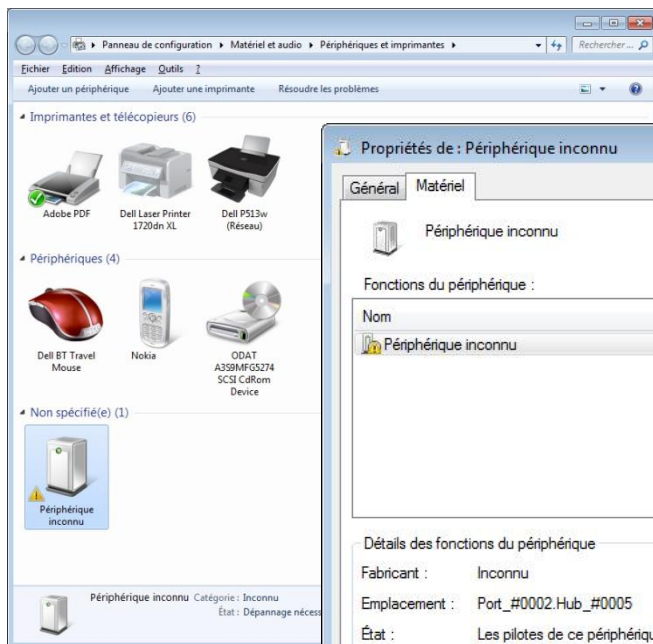 Panneau de configuration ▸ Matériel et audio ▸ Périphériques et imprimantes ▸
Rechercher...
Fichier Edition Affichage Outils ?
Ajouter un périphérique Ajouter une imprimante Résoudre les problèmes
Imprimantes et télécopieurs (6)
Adobe PDF
Dell Laser Printer
1720dn XL
Dell P513w
(Réseau)
Périphériques (4)
Dell BT Travel
Mouse
Nokia
ODAT
A3S9MFG5274
SCSI CdRom
Device
Non spécifié(e) (1)
Périphérique
inconnu
Périphérique inconnu Catégorie : Inconnu
État : Dépannage nécess
Propriétés de : Périphérique inconnu
Général Matériel
Périphérique inconnu
Fonctions du périphérique :
Nom
Périphérique inconnu
Détails des fonctions du périphérique
Fabricant : Inconnu
Emplacement : Port_#0002.Hub_#0005
État : Les pilotes de ce périphériqu